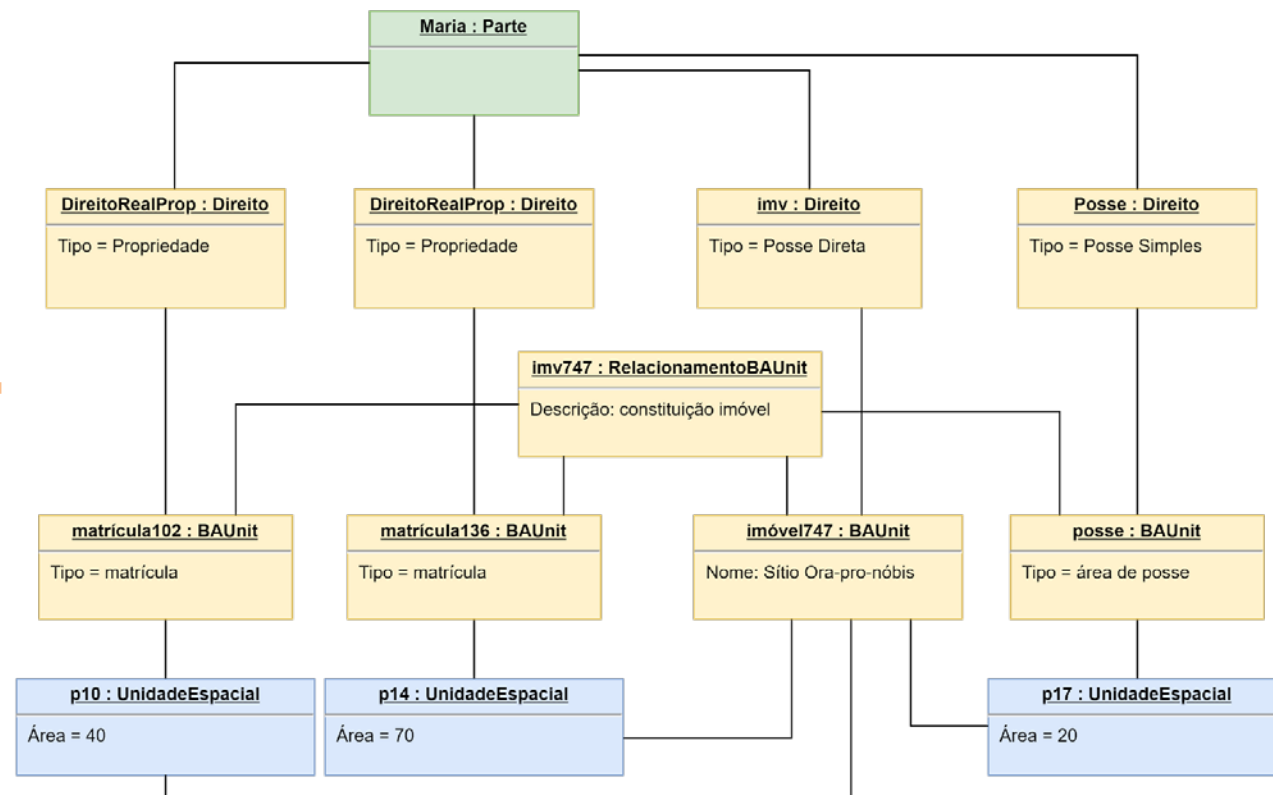 Maria : Parte
DireitoRealProp : Direito
Tipo = Propriedade
DireitoRealProp : Direito
Tipo = Propriedade
imv : Direito
Tipo = Posse Direta
Posse : Direito
Tipo = Posse Simples
imv747 : RelacionamentoBAUnit
Descrição: constituição imóvel
matrícula102 : BAUnit
Tipo = matrícula
matrícula136 : BAUnit
Tipo = matrícula
imóvel747 : BAUnit
Nome: Sítio Ora-pro-nóbis
posse : BAUnit
Tipo = área de posse
p10 : UnidadeEspacial
Área = 40
p14 : UnidadeEspacial
Área = 70
p17 : UnidadeEspacial
Área = 20